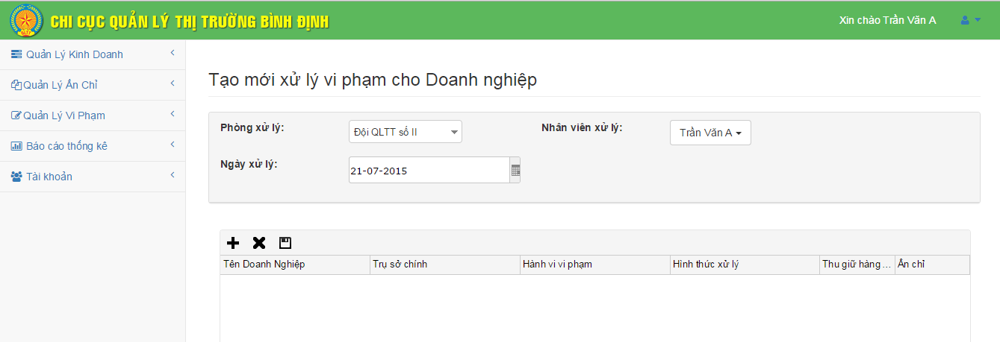 QLTT
CHI CỤC QUẢN LÝ THỊ TRƯỜNG BÌNH ĐỊNH
Xin chào Trần Văn A
Quản Lý Kinh Doanh
Quản Lý Ấn Chỉ
Quản Lý Vi Phạm
Báo cáo thống kê
Tài khoản
Tạo mới xử lý vi phạm cho Doanh nghiệp
Phòng xử lý: Đội QLTT số II Nhân viên xử lý: Trần Văn A
Ngày xử lý: 21-07-2015
Tên Doanh Nghiệp Trụ sở chính Hành vi vi phạm Hình thức xử lý Thu giữ hàng ... Ấn chỉ